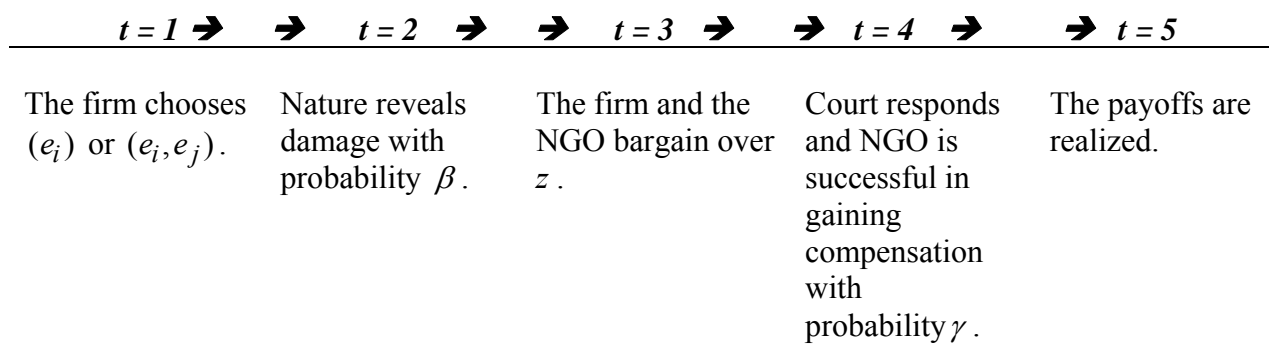 t = 1 ➔ ➔ t = 2 ➔ ➔ t = 3 ➔ ➔ t = 4 ➔ ➔ t = 5
The firm chooses
(e_i) or (e_i, e_j).
Nature reveals
damage with
probability β.
The firm and the
NGO bargain over
z.
Court responds
and NGO is
successful in
gaining
compensation
with
probability γ.
The payoffs are
realized.